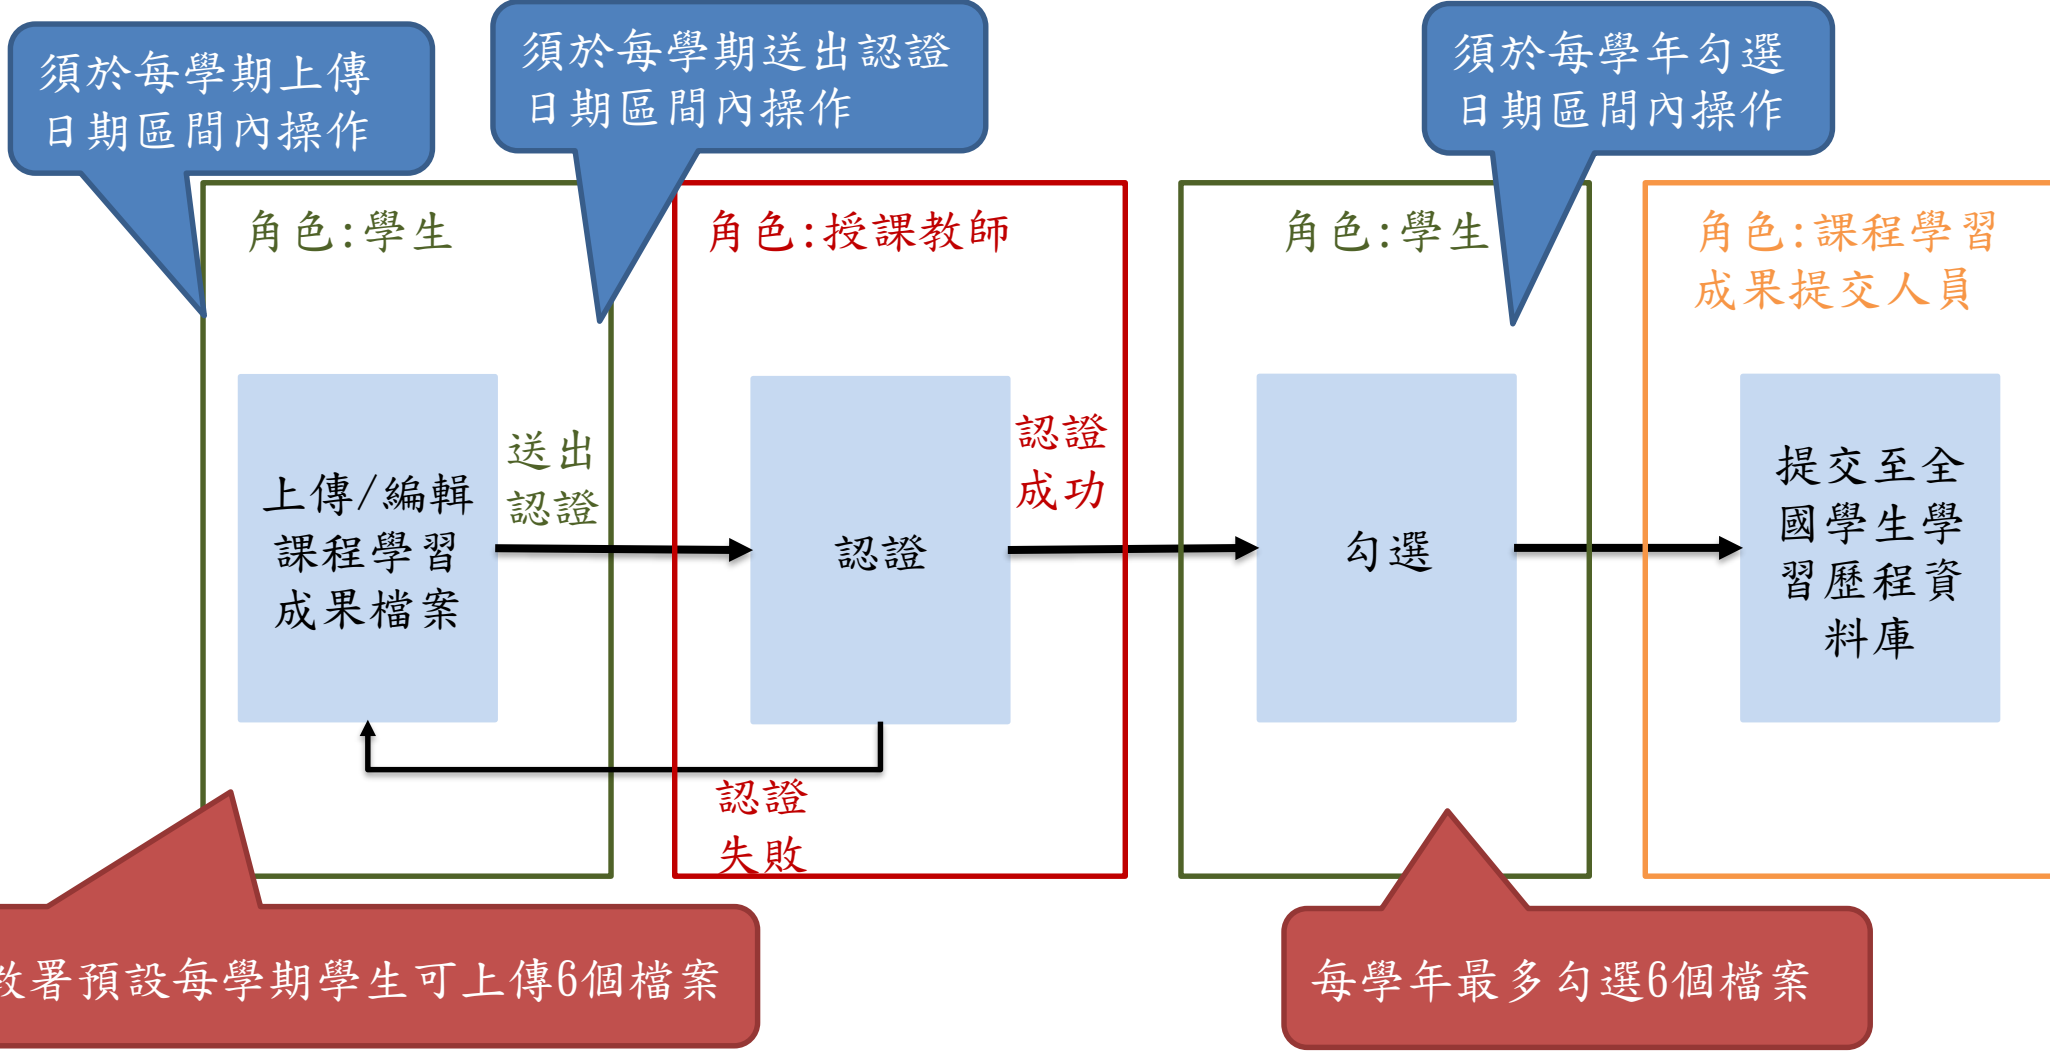 須於每學期上傳
日期區間內操作
須於每學期送出認證
日期區間內操作
須於每學年勾選
日期區間內操作
角色:學生
角色:授課教師
角色:學生
角色:課程學習
成果提交人員
上傳/編輯
課程學習
成果檔案
送出
認證
認證
認證
成功
勾選
提交至全
國學生學
習歷程資
料庫
認證
失敗
教署預設每學期學生可上傳6個檔案
每學年最多勾選6個檔案